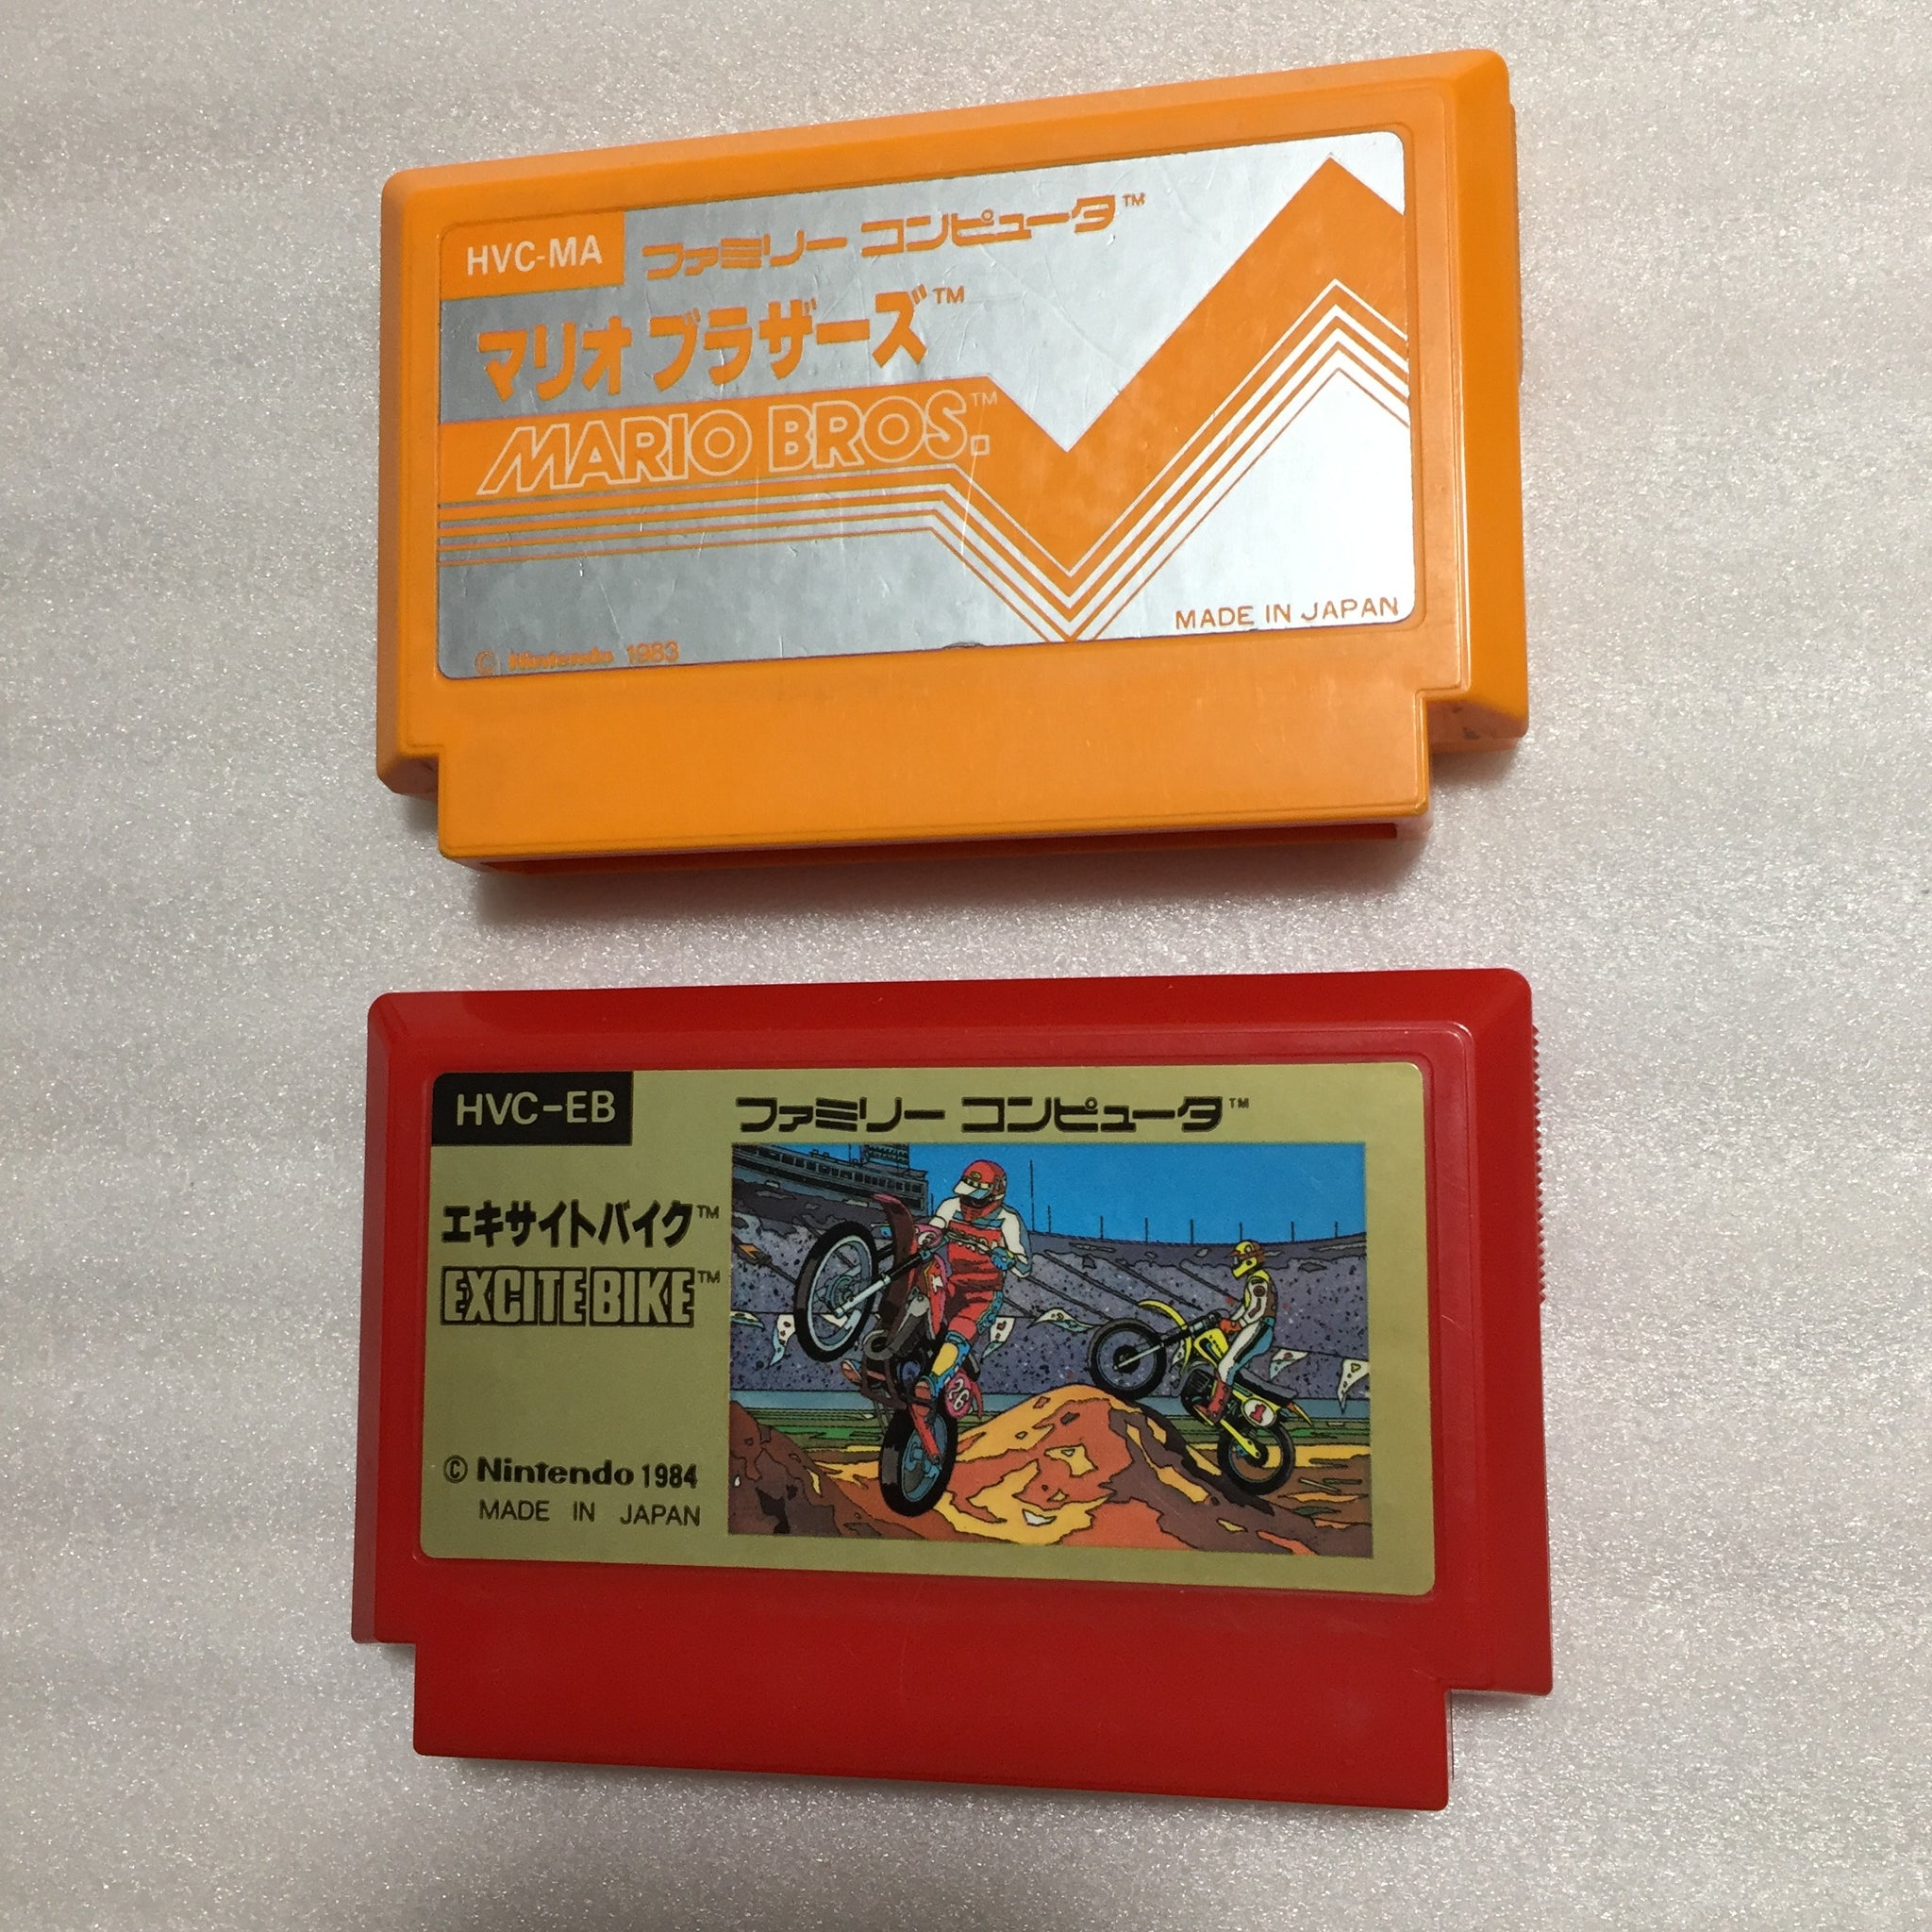 HVC-MA
ファミリー コンピュータ™
マリオ ブラザーズ™
MARIO BROS.™
MADE IN JAPAN
© Nintendo 1983
HVC-EB
ファミリー コンピュータ™
エキサイトバイク™
EXCITE BIKE™
26
1
© Nintendo 1984
MADE IN JAPAN